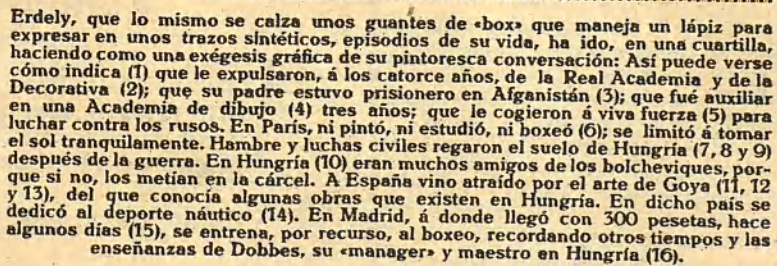 Erdely, que lo mismo se calza unos guantes de «box» que maneja un lápiz para
expresar en unos trazos sintéticos, episodios de su vida, ha ido, en una cuartilla,
haciendo como una exégesis gráfica de su pintoresca conversación: Así puede verse
cómo indica (1) que le expulsaron, á los catorce años, de la Real Academia y de la
Decorativa (2); que su padre estuvo prisionero en Afganistán (3); que fué auxiliar
en una Academia de dibujo (4) tres años; que le cogieron á viva fuerza (5) para
luchar contra los rusos. En París, ni pintó, ni estudió, ni boxeó (6); se limitó á tomar
el sol tranquilamente. Hambre y luchas civiles regaron el suelo de Hungría (7, 8 y 9)
después de la guerra. En Hungría (10) eran muchos amigos de los bolcheviques, por-
que si no, los metían en la cárcel. A España vino atraído por el arte de Goya (11, 12
y 13), del que conocía algunas obras que existen en Hungría. En dicho país se
dedicó al deporte náutico (14). En Madrid, á donde llegó con 300 pesetas, hace
algunos días (15), se entrena, por recurso, al boxeo, recordando otros tiempos y las
enseñanzas de Dobbes, su «manager» y maestro en Hungría (16).